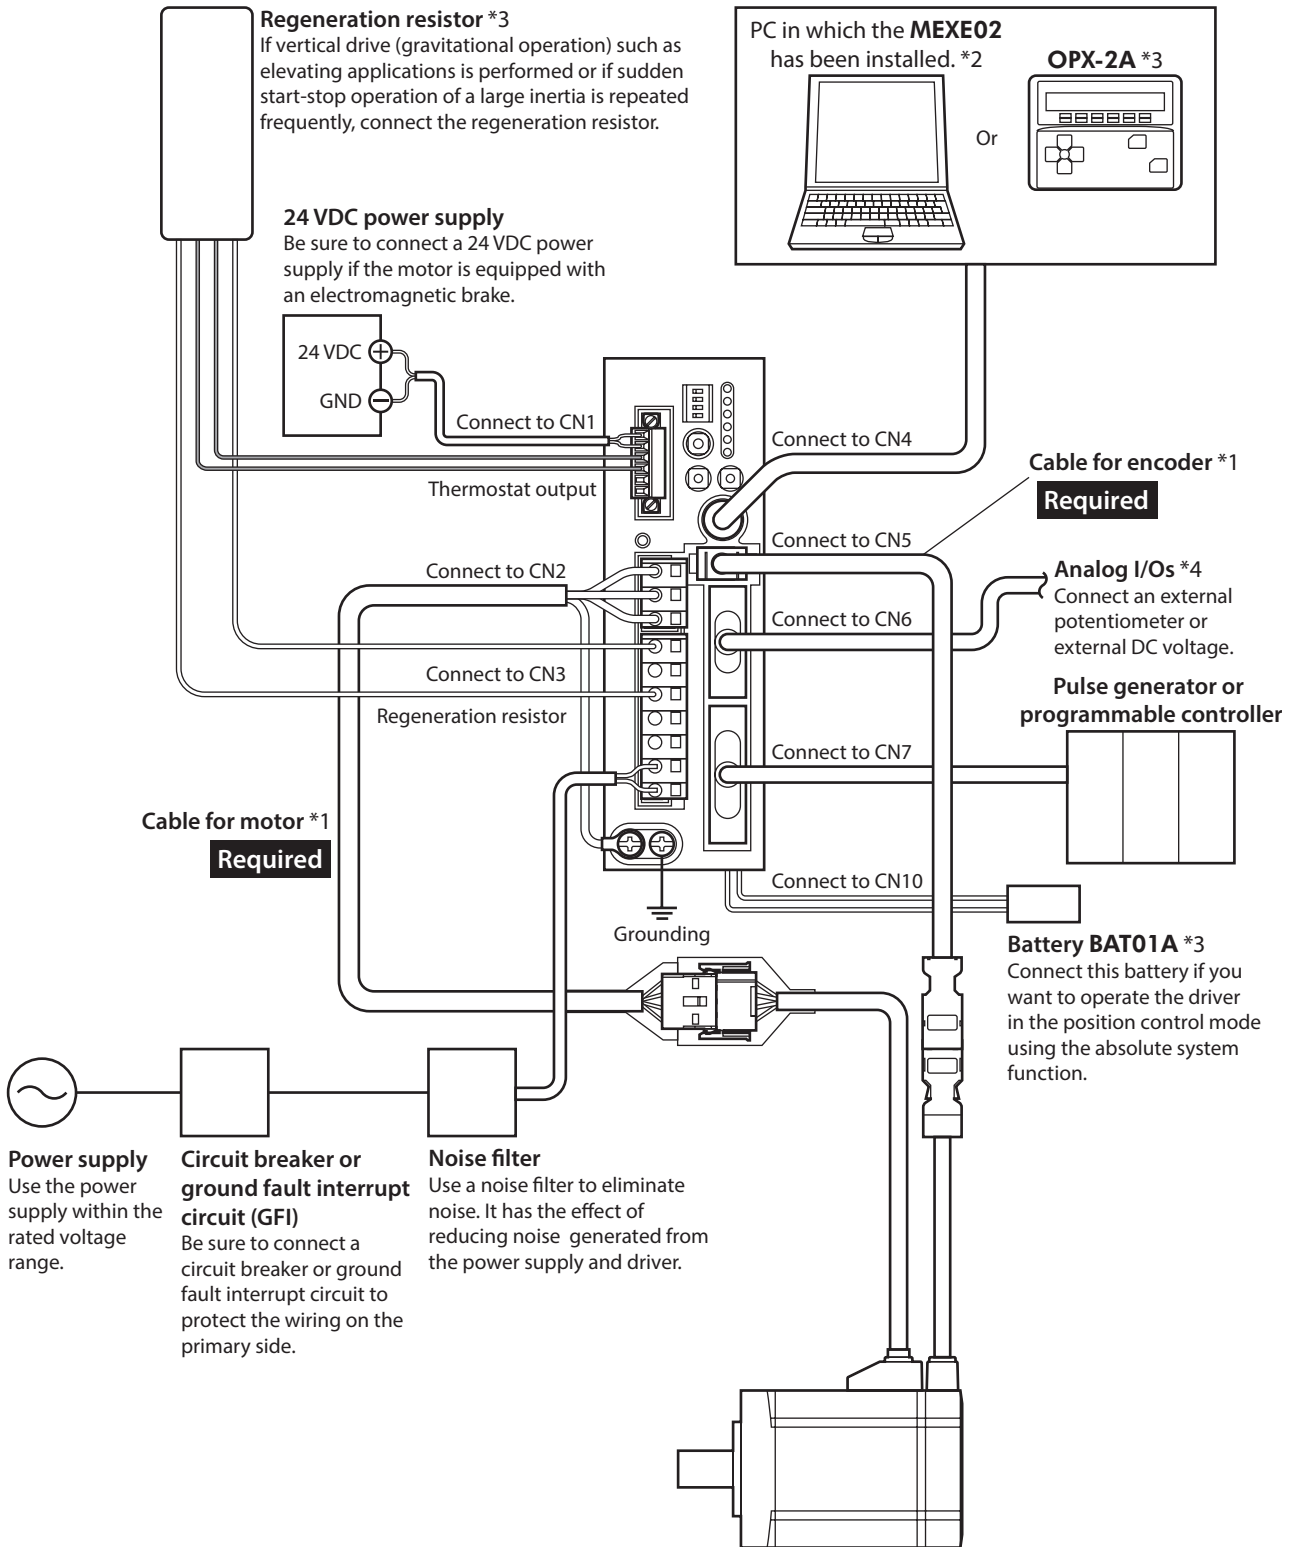 Regeneration resistor *3
If vertical drive (gravitational operation) such as
elevating applications is performed or if sudden
start-stop operation of a large inertia is repeated
frequently, connect the regeneration resistor.
PC in which the MEXE02
has been installed. *2
OPX-2A *3
Or
24 VDC power supply
Be sure to connect a 24 VDC power
supply if the motor is equipped with
an electromagnetic brake.
24 VDC
GND
Connect to CN1
Thermostat output
Connect to CN4
Cable for encoder *1
Required
Connect to CN5
Connect to CN2
Analog I/Os *4
Connect an external
potentiometer or
external DC voltage.
Connect to CN6
Connect to CN3
Regeneration resistor
Pulse generator or
programmable controller
Connect to CN7
Cable for motor *1
Required
Connect to CN10
Grounding
Battery BAT01A *3
Connect this battery if you
want to operate the driver
in the position control mode
using the absolute system
function.
Power supply
Use the power
supply within the
rated voltage
range.
Circuit breaker or
ground fault interrupt
circuit (GFI)
Be sure to connect a
circuit breaker or ground
fault interrupt circuit to
protect the wiring on the
primary side.
Noise filter
Use a noise filter to eliminate
noise. It has the effect of
reducing noise generated from
the power supply and driver.